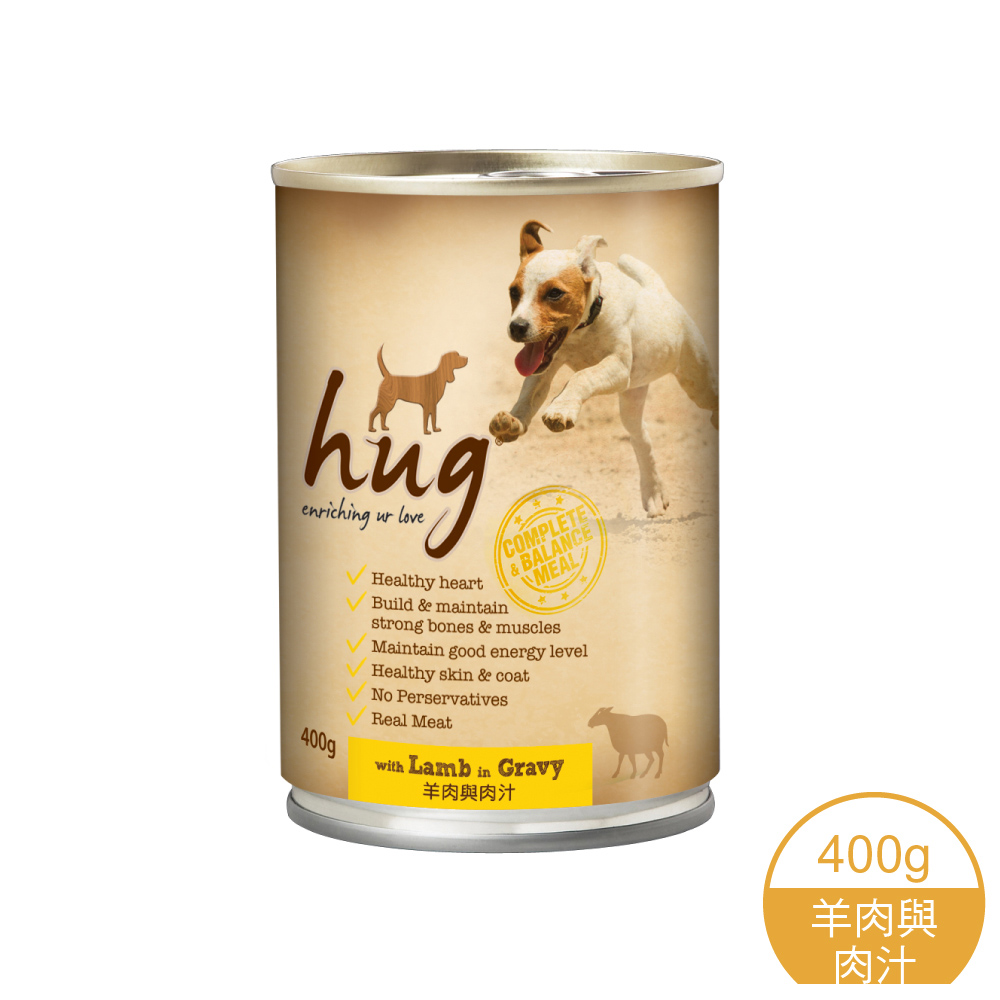 hug
enriching ur love
COMPLETE
& BALANCE
MEAL
Healthy heart
Build & maintain
strong bones & muscles
Maintain good energy level
Healthy skin & coat
No Perservatives
Real Meat
400g
with Lamb in Gravy
羊肉與肉汁
400g
羊肉與
肉汁